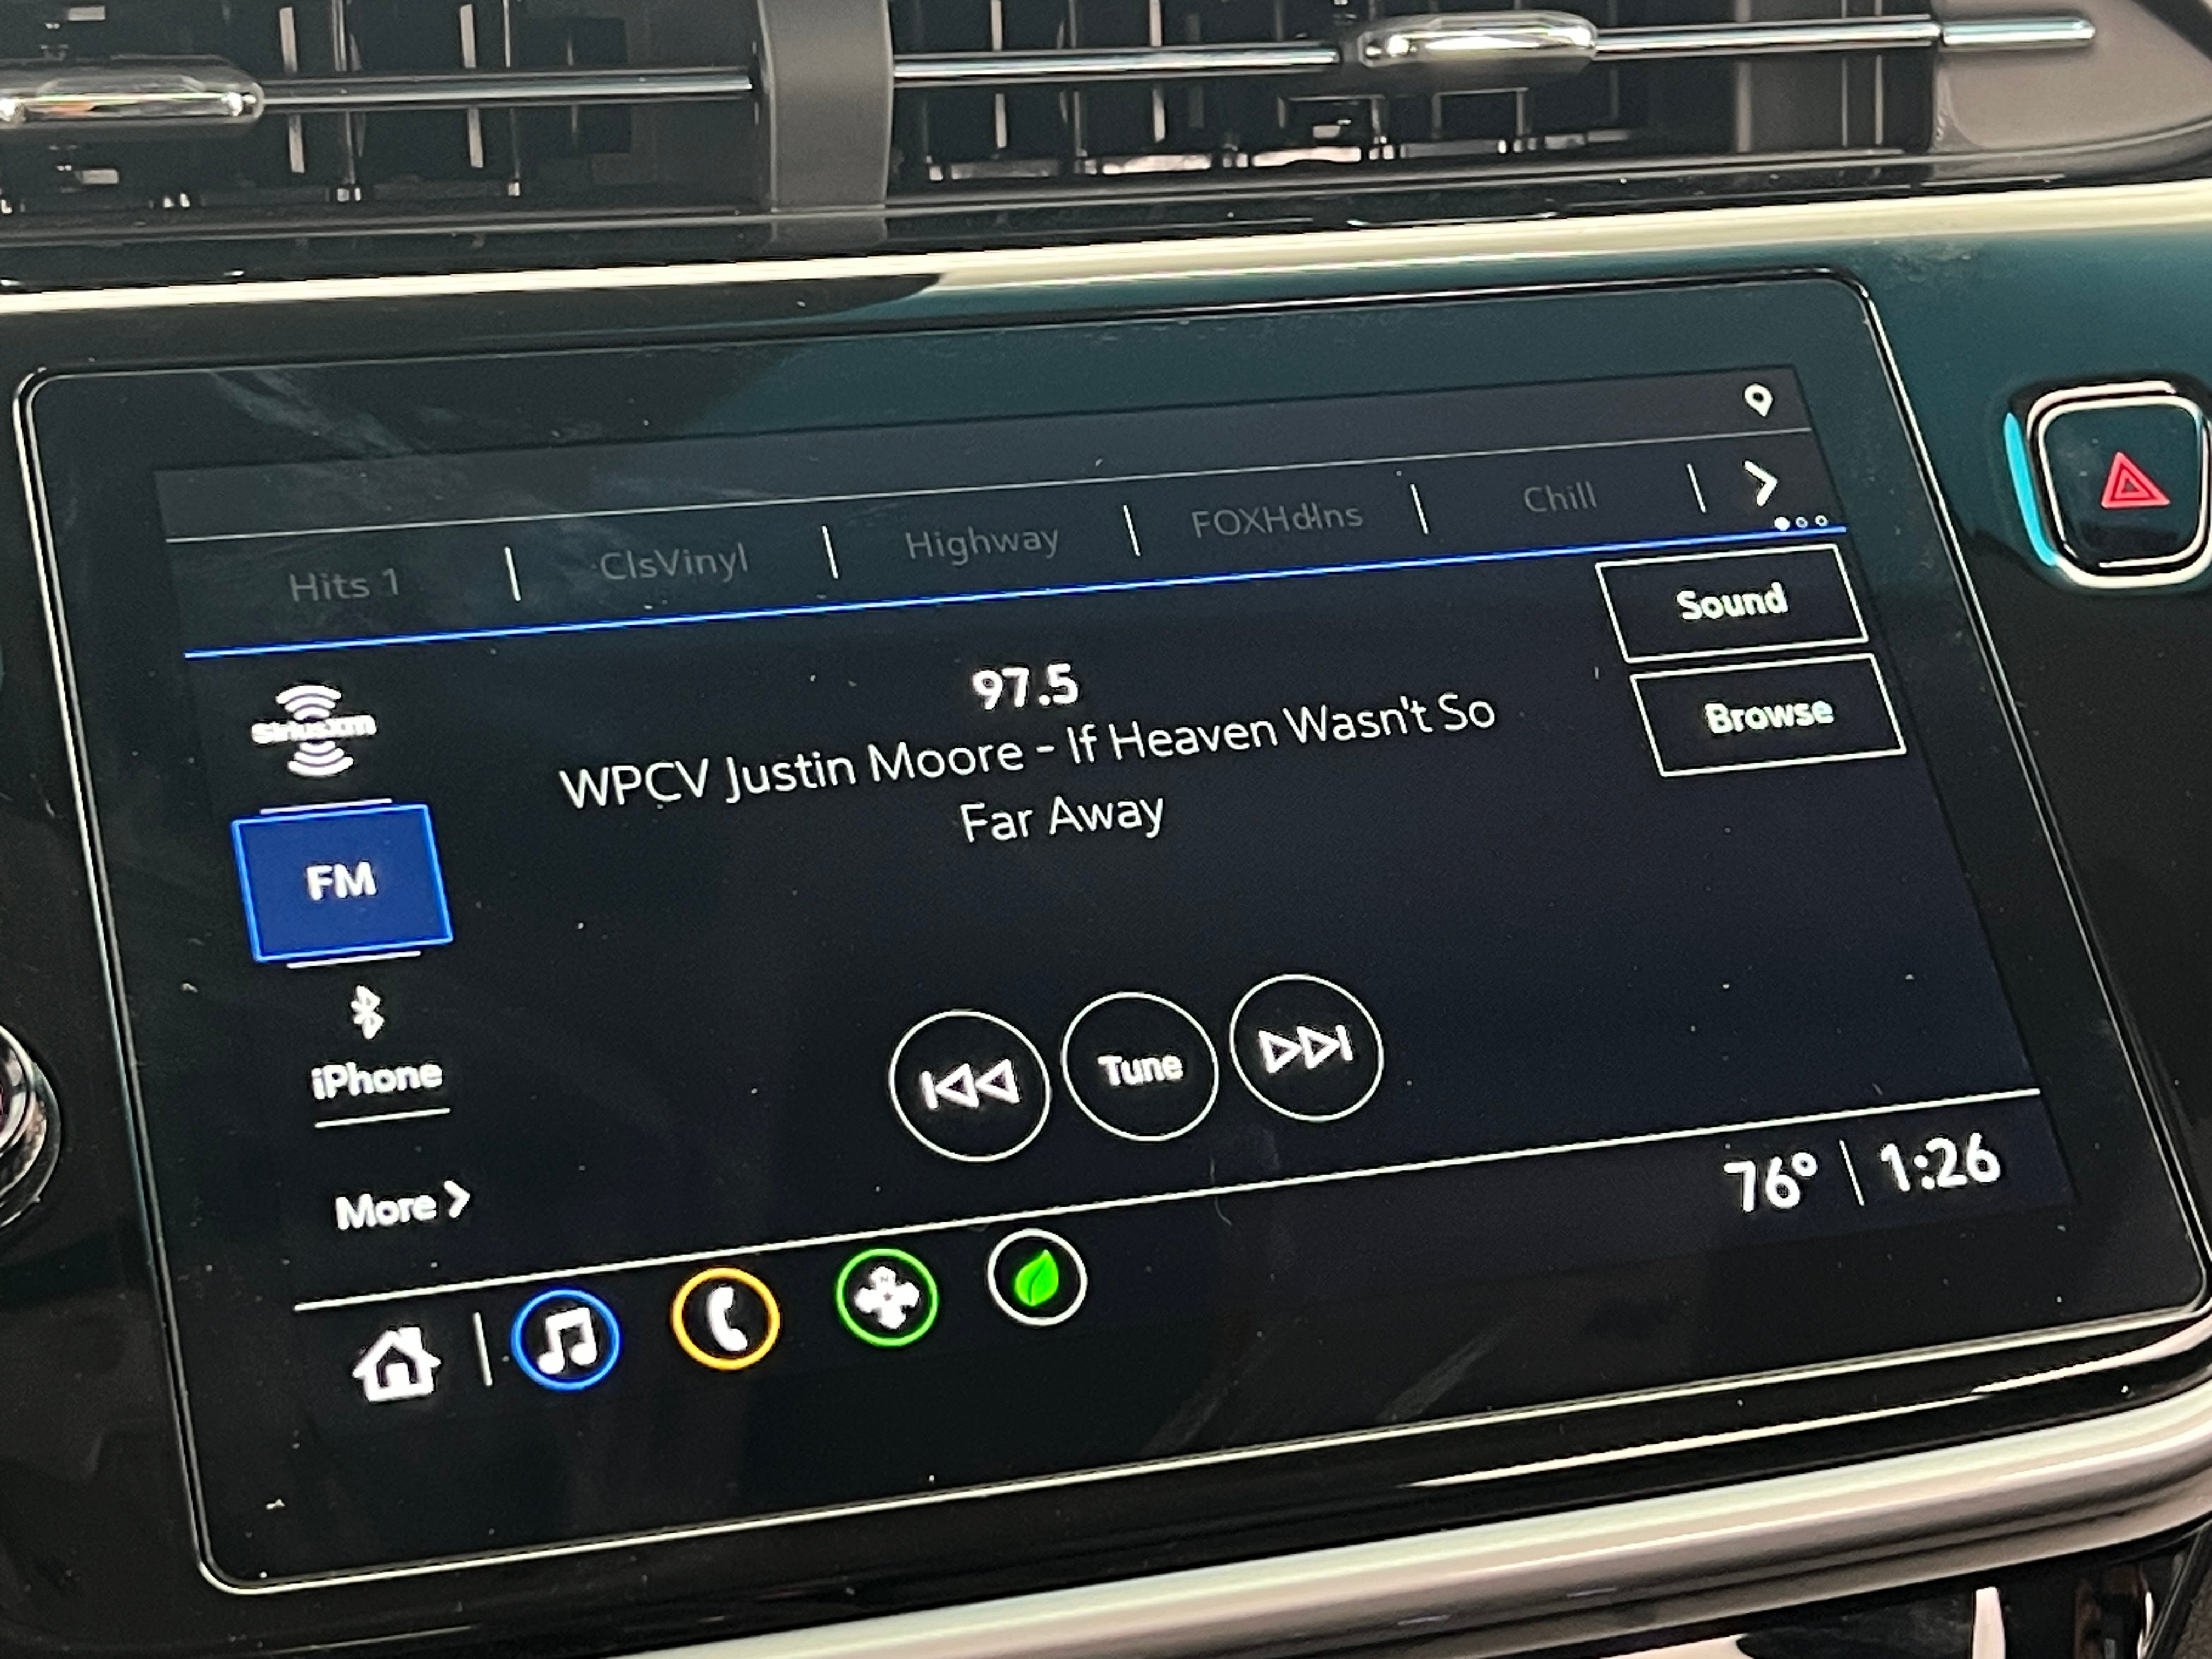 Hits 1
ClsVinyl
Highway
FOXHdlns
Chill
Sound
Browse
SiriusXM
97.5
WPCV Justin Moore - If Heaven Wasn't So
Far Away
FM
iPhone
More
Tune
76° 1:26